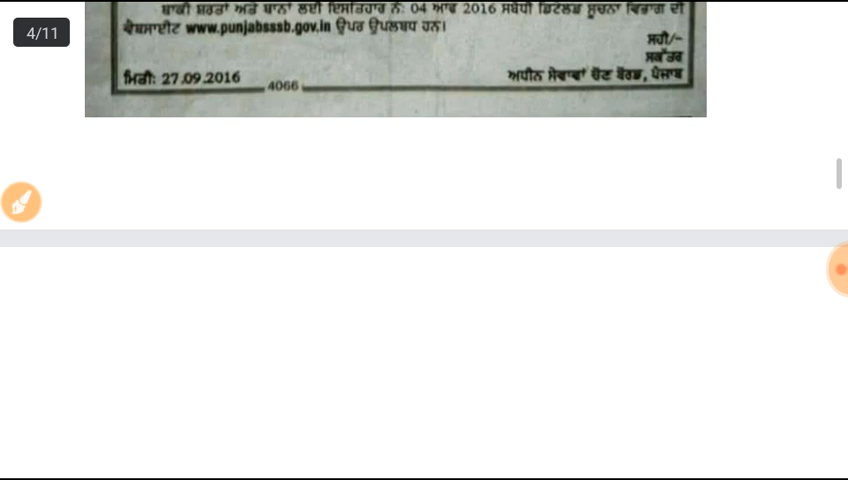 4/11
ਬਾਕੀ ਸ਼ਰਤਾਂ ਅਤੇ ਥਾਨਾਂ ਲਈ ਇਸ਼ਤਿਹਾਰ ਨੰ: 04 ਆਫ 2016 ਸਬੰਧੀ ਡਿਟੇਲਡ ਸੂਚਨਾ ਵਿਭਾਗ ਦੀ
ਵੈਬਸਾਈਟ www.punjabsssb.gov.in ਉਪਰ ਉਪਲਬਧ ਹਨ।
ਸਹੀ/-
ਸਕੱਤਰ
ਮਿਤੀ: 27.09.2016
ਅਧੀਨ ਸੇਵਾਵਾਂ ਚੋਣ ਬੋਰਡ, ਪੰਜਾਬ
4066